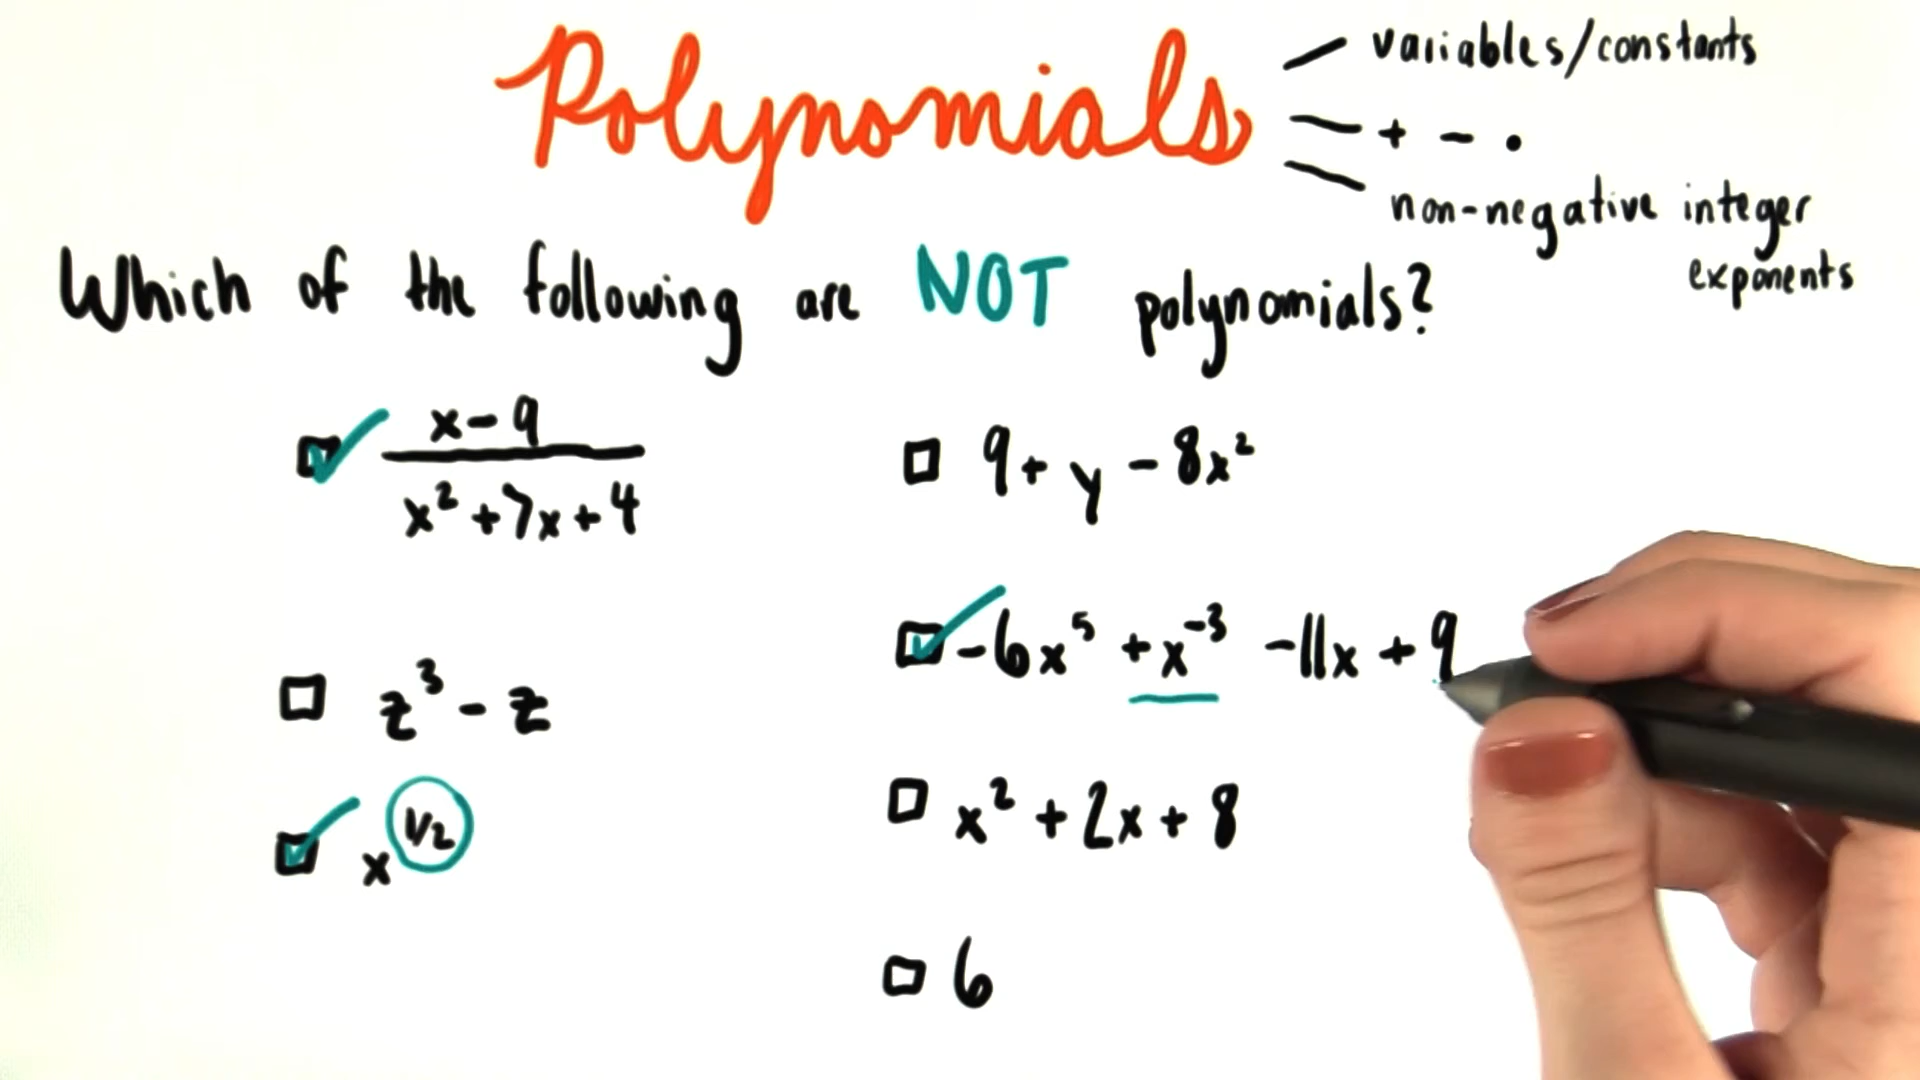 Polynomials
variables/constants
+ - •
non-negative integer
exponents
Which of the following are NOT polynomials?
x-9
x² +7x+4
9+ y - 8x²
-6x⁵ +x⁻³ -11x + 9
z³ - z
x² + 2x + 8
x^1/2
6